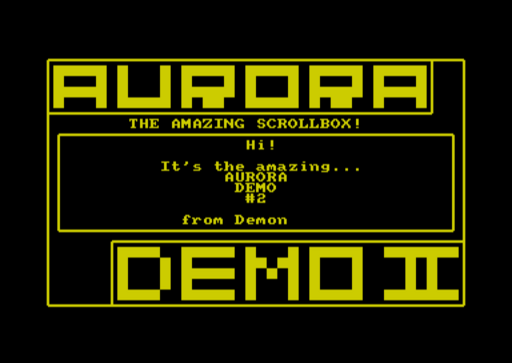 AURORA
THE AMAZING SCROLLBOX!
Hi!
It's the amazing...
AURORA
DEMO
#2
from Demon
DEMO II